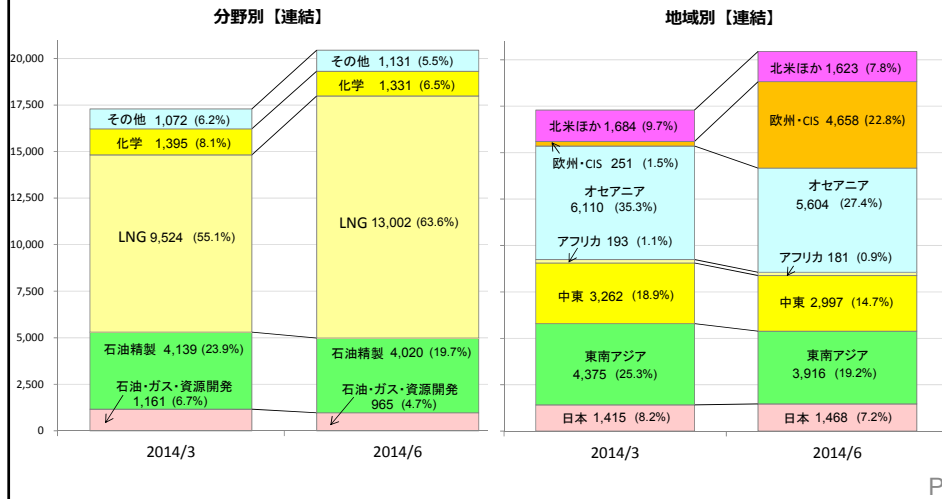 分野別【連結】
20,000
17,500
15,000
12,500
10,000
7,500
5,000
2,500
0
その他 1,072 (6.2%)
化学 1,395 (8.1%)
LNG 9,524 (55.1%)
石油精製 4,139 (23.9%)
石油・ガス・資源開発
1,161 (6.7%)
2014/3
その他 1,131 (5.5%)
化学 1,331 (6.5%)
LNG 13,002 (63.6%)
石油精製 4,020 (19.7%)
石油・ガス・資源開発
965 (4.7%)
2014/6
地域別【連結】
北米ほか 1,684 (9.7%)
欧州・CIS 251 (1.5%)
オセアニア
6,110 (35.3%)
アフリカ 193 (1.1%)
中東 3,262 (18.9%)
東南アジア
4,375 (25.3%)
日本 1,415 (8.2%)
2014/3
北米ほか 1,623 (7.8%)
欧州・CIS 4,658 (22.8%)
オセアニア
5,604 (27.4%)
アフリカ 181 (0.9%)
中東 2,997 (14.7%)
東南アジア
3,916 (19.2%)
日本 1,468 (7.2%)
2014/6
P